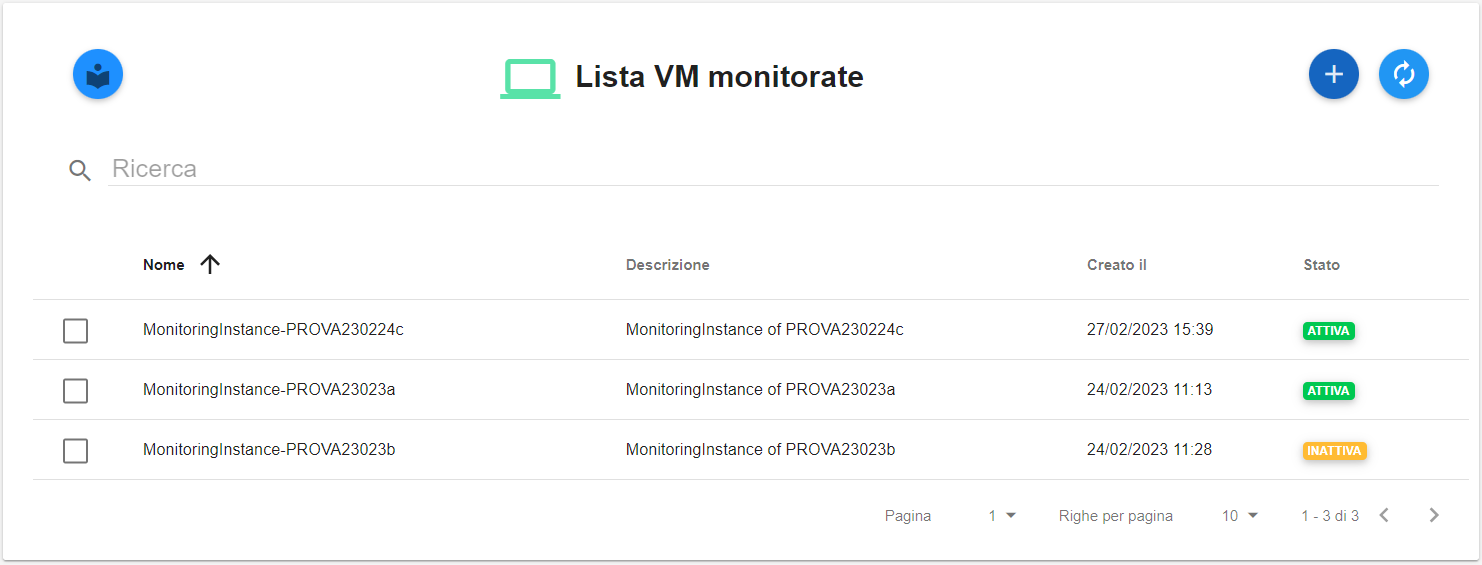 Lista VM monitorate
Ricerca
Nome Descrizione Creato il Stato
MonitoringInstance-PROVA230224c MonitoringInstance of PROVA230224c 27/02/2023 15:39 ATTIVA
MonitoringInstance-PROVA23023a MonitoringInstance of PROVA23023a 24/02/2023 11:13 ATTIVA
MonitoringInstance-PROVA23023b MonitoringInstance of PROVA23023b 24/02/2023 11:28 INATTIVA
Pagina 1 Righe per pagina 10 1 - 3 di 3